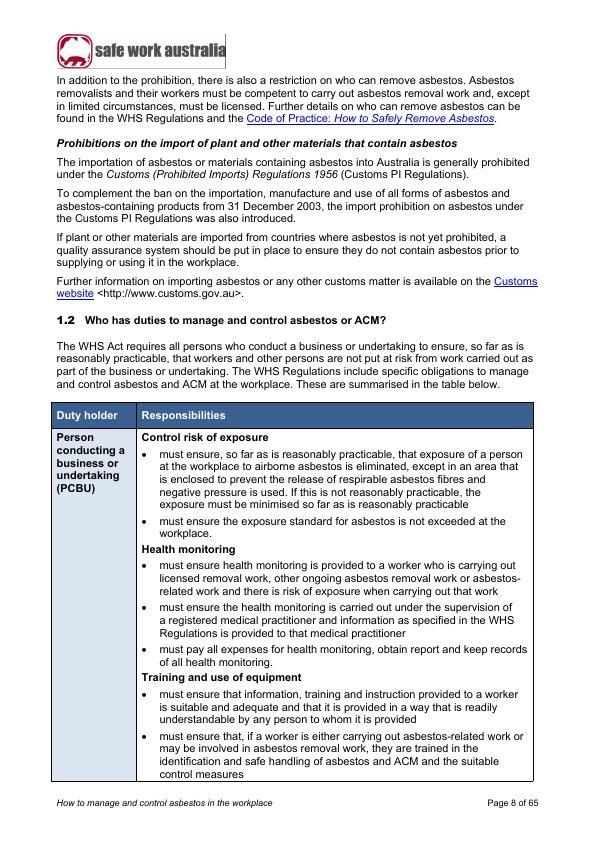 safe work australia
In addition to the prohibition, there is also a restriction on who can remove asbestos. Asbestos
removalists and their workers must be competent to carry out asbestos removal work and, except
in limited circumstances, must be licensed. Further details on who can remove asbestos can be
found in the WHS Regulations and the Code of Practice: How to Safely Remove Asbestos.
Prohibitions on the import of plant and other materials that contain asbestos
The importation of asbestos or materials containing asbestos into Australia is generally prohibited
under the Customs (Prohibited Imports) Regulations 1956 (Customs PI Regulations).
To complement the ban on the importation, manufacture and use of all forms of asbestos and
asbestos-containing products from 31 December 2003, the import prohibition on asbestos under
the Customs PI Regulations was also introduced.
If plant or other materials are imported from countries where asbestos is not yet prohibited, a
quality assurance system should be put in place to ensure they do not contain asbestos prior to
supplying or using it in the workplace.
Further information on importing asbestos or any other customs matter is available on the Customs
website <http://www.customs.gov.au>.
1.2 Who has duties to manage and control asbestos or ACM?
The WHS Act requires all persons who conduct a business or undertaking to ensure, so far as is
reasonably practicable, that workers and other persons are not put at risk from work carried out as
part of the business or undertaking. The WHS Regulations include specific obligations to manage
and control asbestos and ACM at the workplace. These are summarised in the table below.
Duty holder Responsibilities
Person
conducting a
business or
undertaking
(PCBU)
Control risk of exposure
• must ensure, so far as is reasonably practicable, that exposure of a person
at the workplace to airborne asbestos is eliminated, except in an area that
is enclosed to prevent the release of respirable asbestos fibres and
negative pressure is used. If this is not reasonably practicable, the
exposure must be minimised so far as is reasonably practicable
• must ensure the exposure standard for asbestos is not exceeded at the
workplace.
Health monitoring
• must ensure health monitoring is provided to a worker who is carrying out
licensed removal work, other ongoing asbestos removal work or asbestos-
related work and there is risk of exposure when carrying out that work
• must ensure the health monitoring is carried out under the supervision of
a registered medical practitioner and information as specified in the WHS
Regulations is provided to that medical practitioner
• must pay all expenses for health monitoring, obtain report and keep records
of all health monitoring.
Training and use of equipment
• must ensure that information, training and instruction provided to a worker
is suitable and adequate and that it is provided in a way that is readily
understandable by any person to whom it is provided
• must ensure that, if a worker is either carrying out asbestos-related work or
may be involved in asbestos removal work, they are trained in the
identification and safe handling of asbestos and ACM and the suitable
control measures
How to manage and control asbestos in the workplace Page 8 of 65